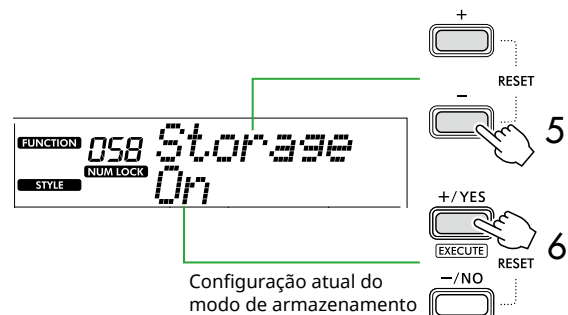 +
RESET
−
5
FUNCTION 058 Storage
NUM LOCK
STYLE On
+/YES
EXECUTE
6
RESET
−/NO
Configuração atual do
modo de armazenamento